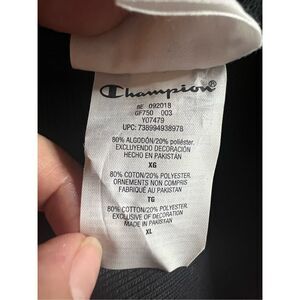 Champion®
BE 092018
GF750 003
Y07479
UPC: 738994938978
80% ALGODÓN/20% poliéster.
EXCLUYENDO DECORACIÓN
HECHO EN PAKISTÁN
XG
80% COTON/20% POLYESTER.
ORNEMENTS NON COMPRIS
FABRIQUÉ AU PAKISTAN
TG
80% COTTON/20% POLYESTER.
EXCLUSIVE OF DECORATION
MADE IN PAKISTAN
XL